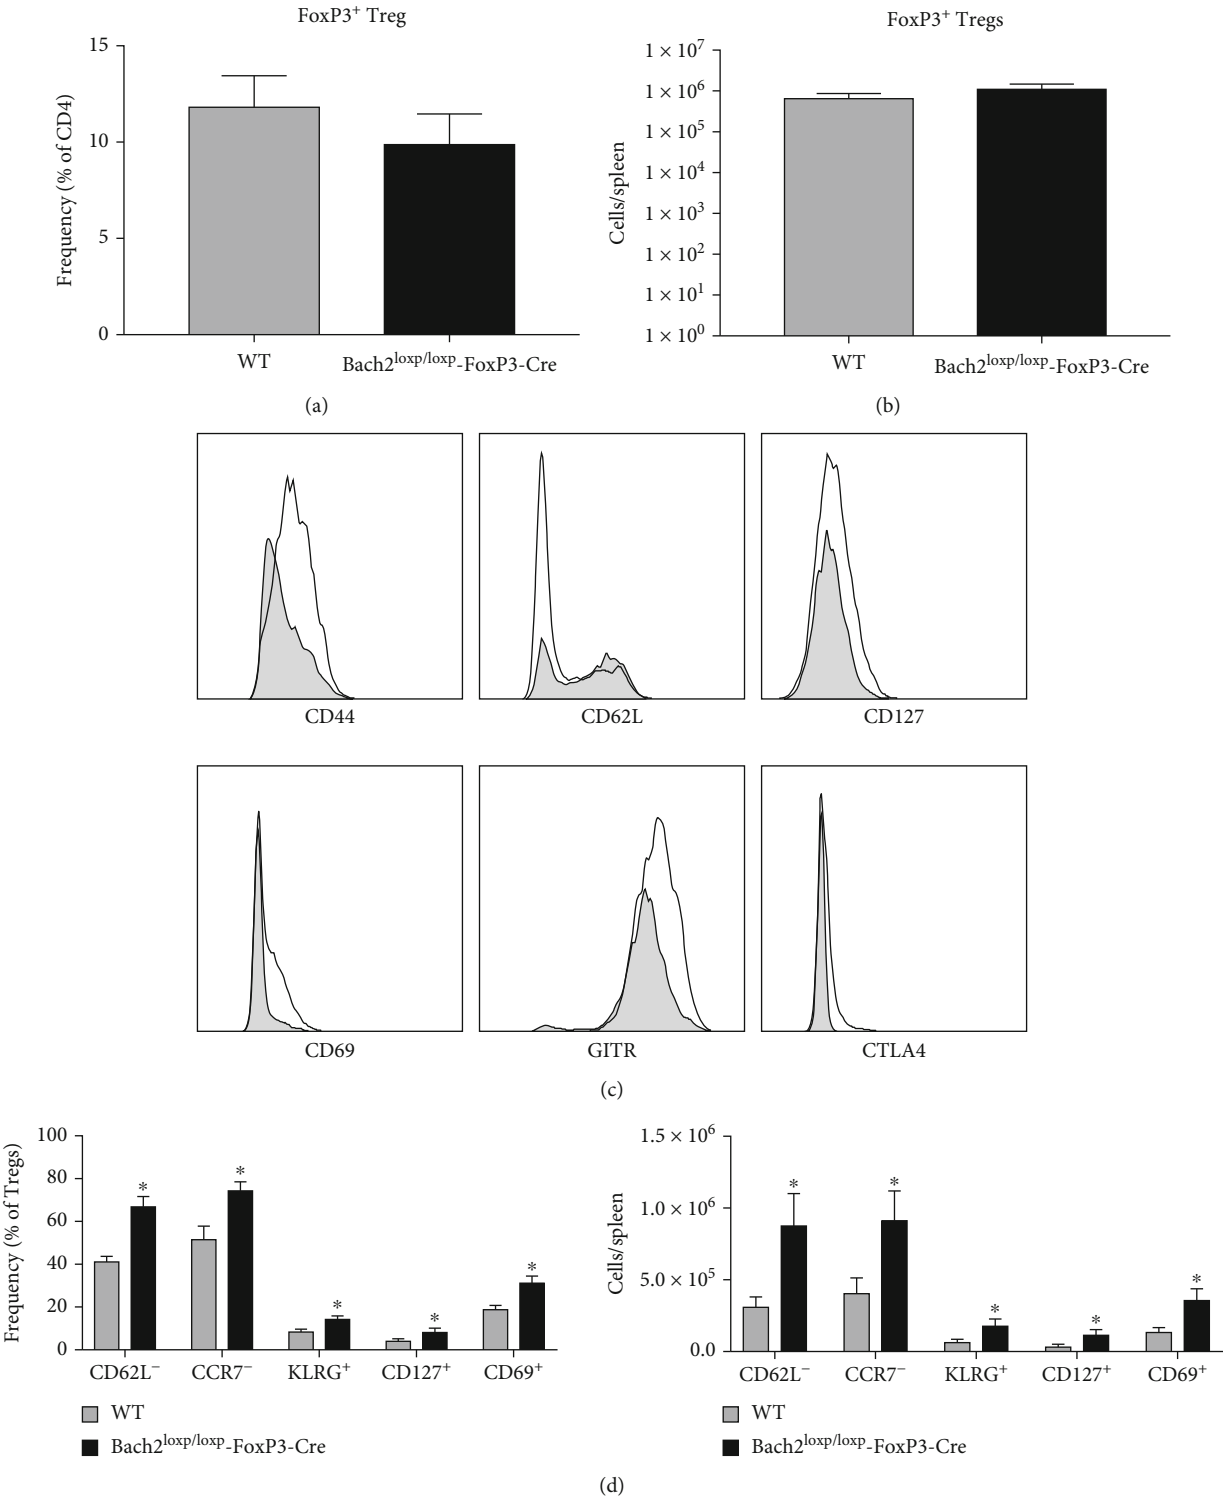 FoxP3⁺ Treg
Frequency (% of CD4)
15
10
5
0
WT
Bach2ˡᵒˣᵖ/ˡᵒˣᵖ-FoxP3-Cre
(a)
FoxP3⁺ Tregs
Cells/spleen
1 × 10⁷
1 × 10⁶
1 × 10⁵
1 × 10⁴
1 × 10³
1 × 10²
1 × 10¹
1 × 10⁰
WT
Bach2ˡᵒˣᵖ/ˡᵒˣᵖ-FoxP3-Cre
(b)
CD44
CD62L
CD127
CD69
GITR
CTLA4
(c)
Frequency (% of Tregs)
100
80
60
40
20
0
* * * * *
CD62L⁻ CCR7⁻ KLRG⁺ CD127⁺ CD69⁺
WT
Bach2ˡᵒˣᵖ/ˡᵒˣᵖ-FoxP3-Cre
Cells/spleen
1.5 × 10⁶
1.0 × 10⁶
5.0 × 10⁵
0.0
* * * * *
CD62L⁻ CCR7⁻ KLRG⁺ CD127⁺ CD69⁺
WT
Bach2ˡᵒˣᵖ/ˡᵒˣᵖ-FoxP3-Cre
(d)